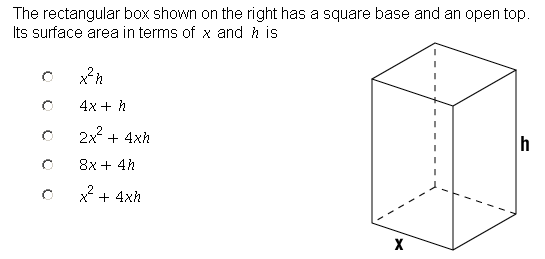 The rectangular box shown on the right has a square base and an open top.
Its surface area in terms of x and h is
x²h
4x + h
2x² + 4xh
8x + 4h
x² + 4xh
h
x